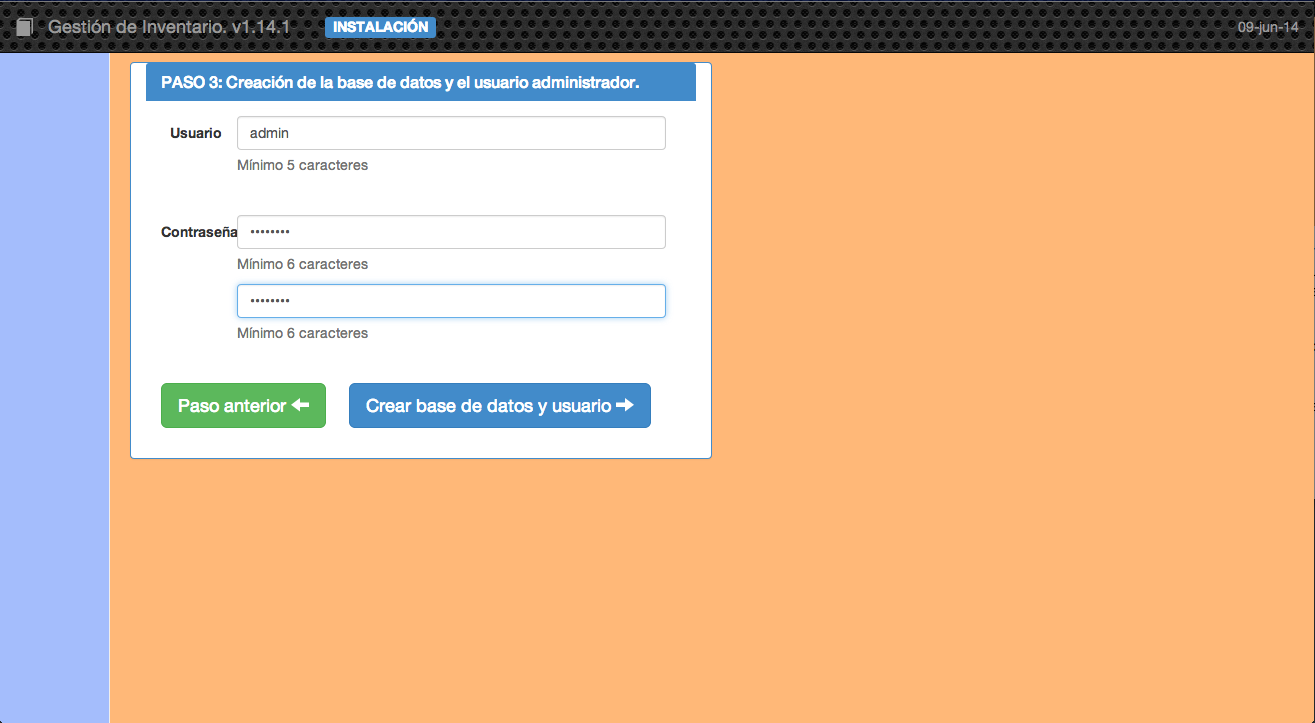 Gestión de Inventario. v1.14.1 INSTALACIÓN 09-jun-14
PASO 3: Creación de la base de datos y el usuario administrador.
Usuario admin
Mínimo 5 caracteres
Contraseña ••••••••
Mínimo 6 caracteres
••••••••
Mínimo 6 caracteres
Paso anterior Crear base de datos y usuario